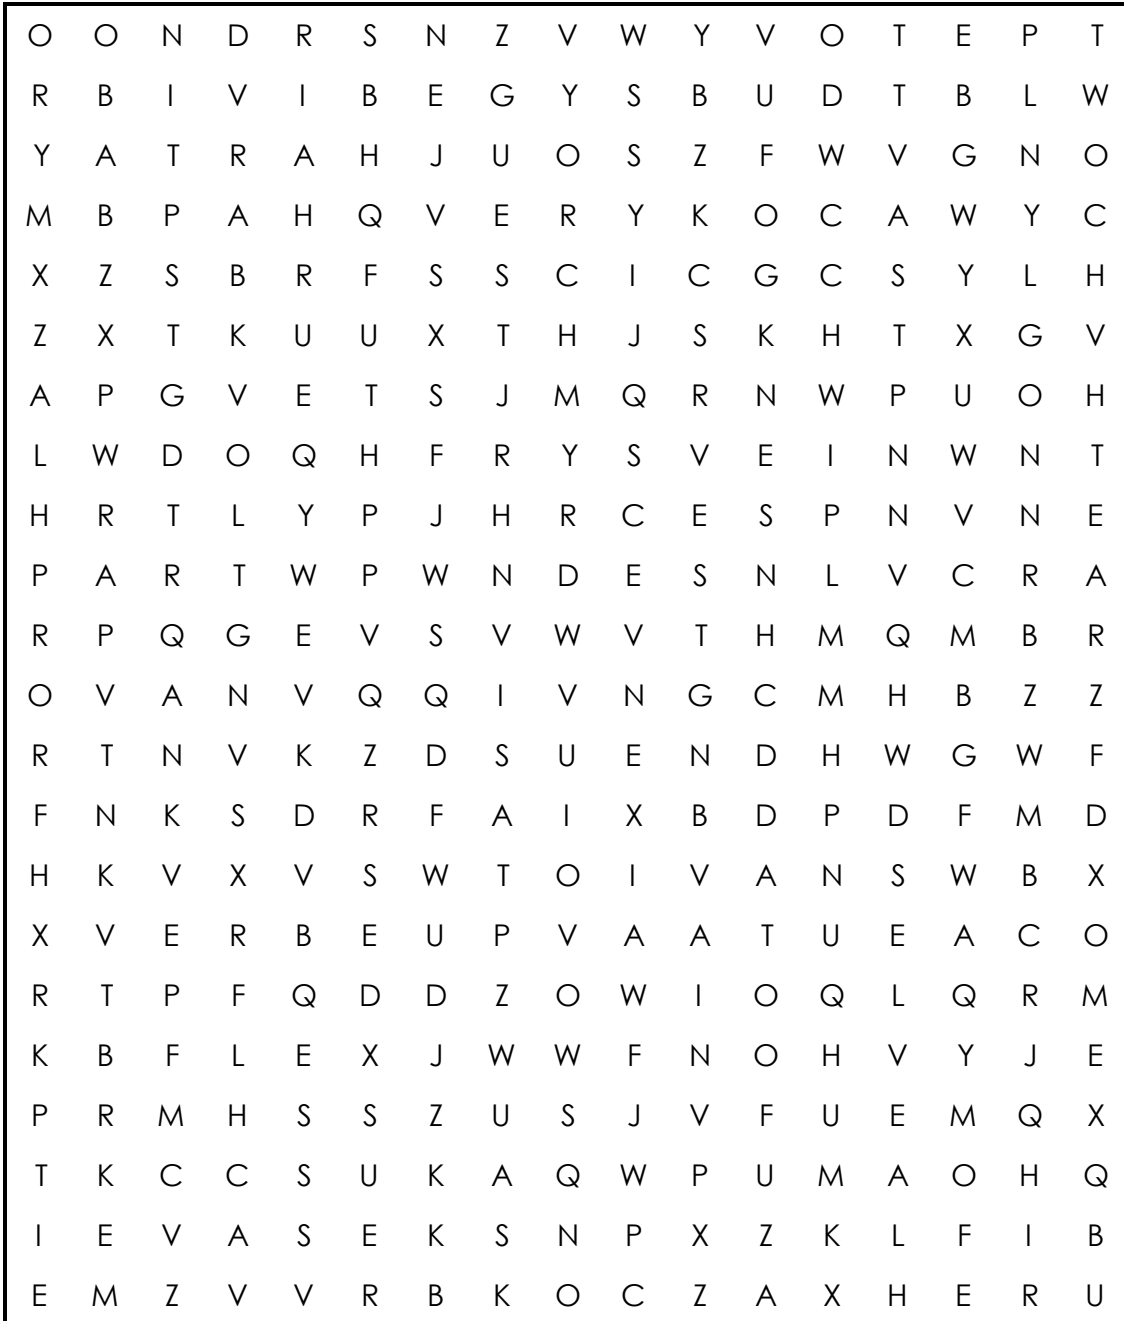 O O N D R S N Z V W Y V O T E P T
R B I V I B E G Y S B U D T B L W
Y A T R A H J U O S Z F W V G N O
M B P A H Q V E R Y K O C A W Y C
X Z S B R F S S C I C G C S Y L H
Z X T K U U X T H J S K H T X G V
A P G V E T S J M Q R N W P U O H
L W D O Q H F R Y S V E I N W N T
H R T L Y P J H R C E S P N V N E
P A R T W P W N D E S N L V C R A
R P Q G E V S V W V T H M Q M B R
O V A N V Q Q I V N G C M H B Z Z
R T N V K Z D S U E N D H W G W F
F N K S D R F A I X B D P D F M D
H K V X V S W T O I V A N S W B X
X V E R B E U P V A A T U E A C O
R T P F Q D D Z O W I O Q L Q R M
K B F L E X J W W F N O H V Y J E
P R M H S S Z U S J V F U E M Q X
T K C C S U K A Q W P U M A O H Q
I E V A S E K S N P X Z K L F I B
E M Z V V R B K O C Z A X H E R U